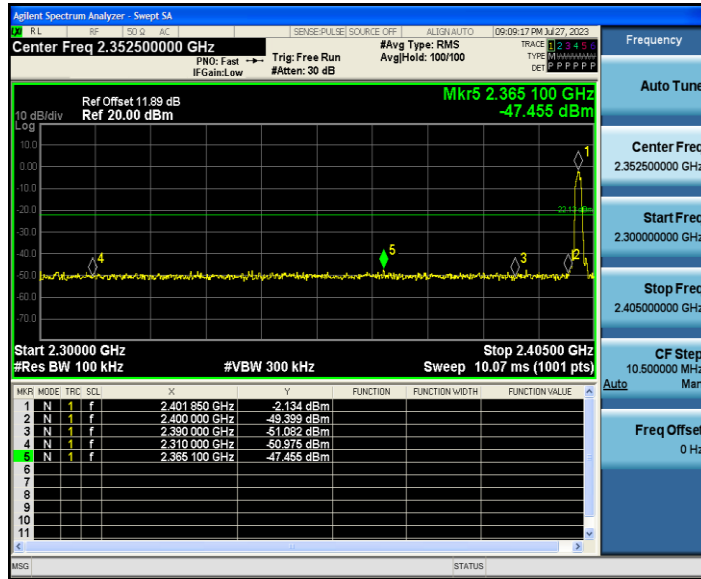 Agilent Spectrum Analyzer - Swept SA
RL RF 50 Ω AC SENSE:PULSE SOURCE OFF ALIGNAUTO 09:09:17 PM Jul 27, 2023
Center Freq 2.352500000 GHz
PNO: Fast
IFGain:Low
Trig: Free Run
#Atten: 30 dB
#Avg Type: RMS
Avg|Hold: 100/100
TRACE 1 2 3 4 5 6
TYPE M
DET P P P P P P
Ref Offset 11.89 dB
10 dB/div Ref 20.00 dBm
Log
Mkr5 2.365 100 GHz
-47.455 dBm
10.0
0.00
-10.0
-20.0
-30.0
-40.0
-50.0
-60.0
-70.0
1
-22.13 dBm
4
5
3
2
Start 2.30000 GHz Stop 2.40500 GHz
#Res BW 100 kHz #VBW 300 kHz Sweep 10.07 ms (1001 pts)
MKR MODE TRC SCL X Y FUNCTION FUNCTION WIDTH FUNCTION VALUE
1 N 1 f 2.401 850 GHz -2.134 dBm
2 N 1 f 2.400 000 GHz -49.399 dBm
3 N 1 f 2.390 000 GHz -51.082 dBm
4 N 1 f 2.310 000 GHz -50.975 dBm
5 N 1 f 2.365 100 GHz -47.455 dBm
6
7
8
9
10
11
MSG STATUS
Frequency
Auto Tune
Center Freq
2.352500000 GHz
Start Freq
2.300000000 GHz
Stop Freq
2.405000000 GHz
CF Step
10.500000 MHz
Auto Man
Freq Offset
0 Hz